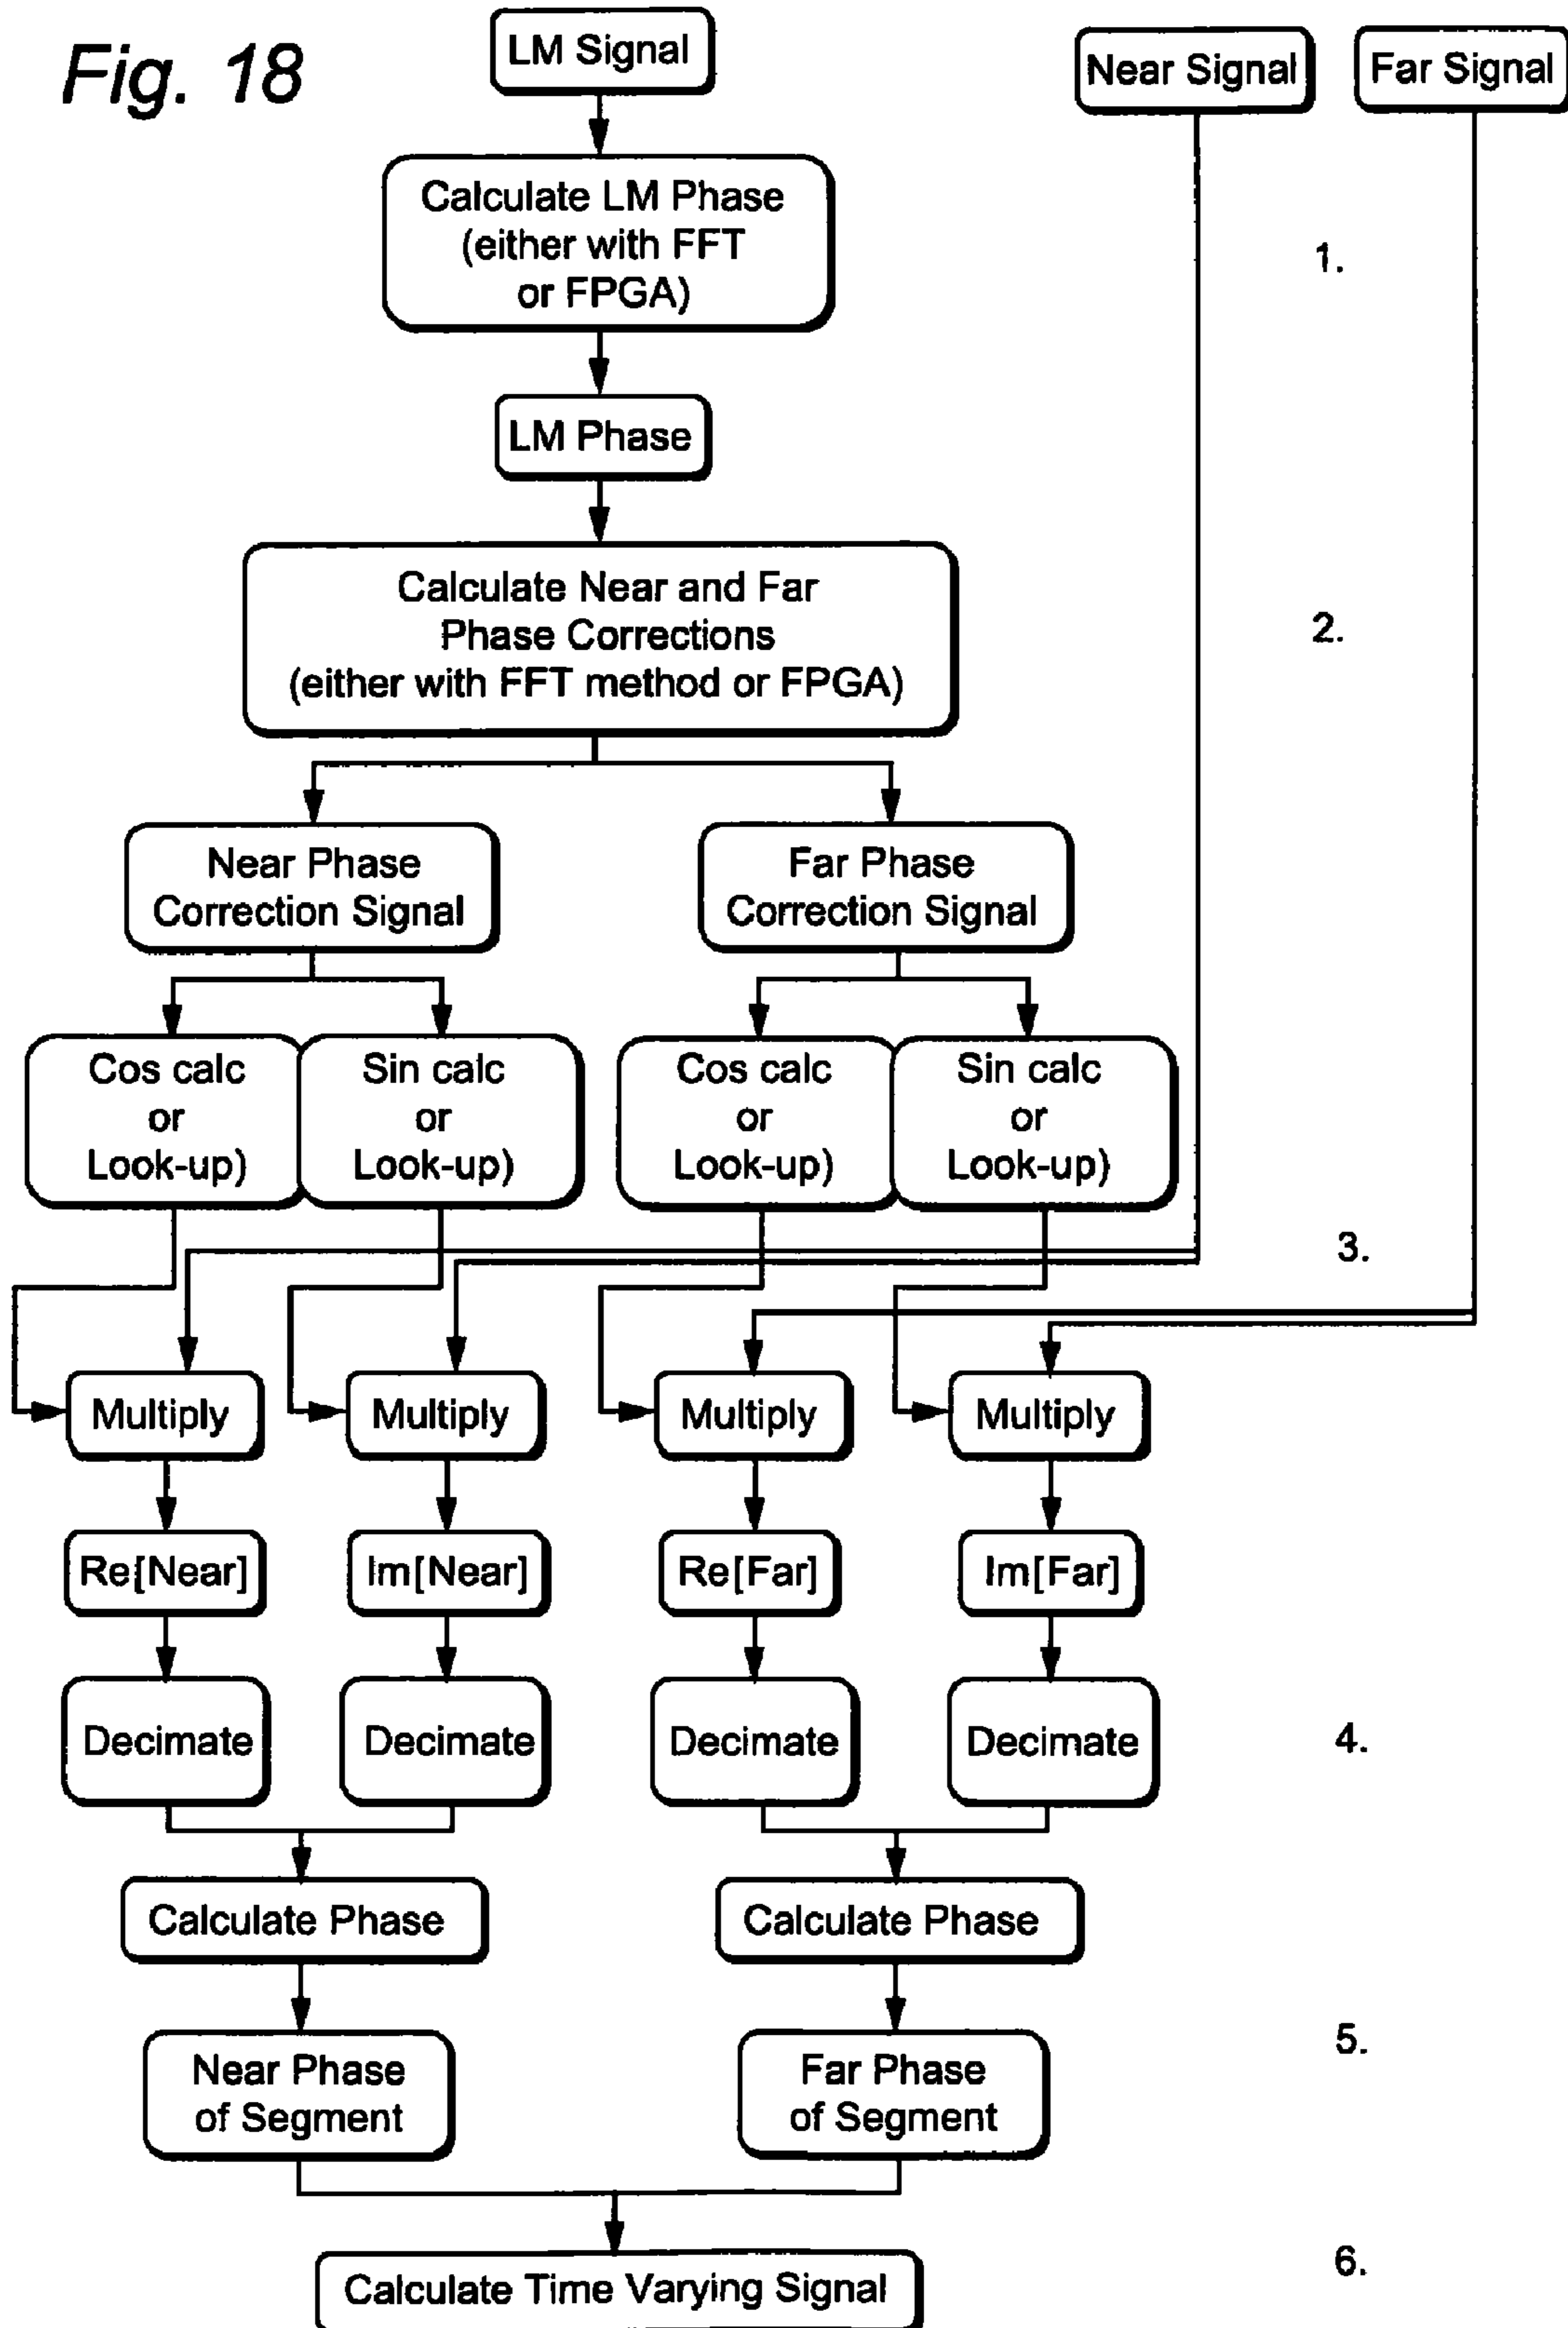 Fig. 18
LM Signal
Near Signal
Far Signal
Calculate LM Phase
(either with FFT
or FPGA)
1.
LM Phase
Calculate Near and Far
Phase Corrections
(either with FFT method or FPGA)
2.
Near Phase
Correction Signal
Far Phase
Correction Signal
Cos calc
or
Look-up)
Sin calc
or
Look-up)
Cos calc
or
Look-up)
Sin calc
or
Look-up)
3.
Multiply
Multiply
Multiply
Multiply
Re[Near]
Im[Near]
Re[Far]
Im[Far]
Decimate
Decimate
Decimate
Decimate
4.
Calculate Phase
Calculate Phase
Near Phase
of Segment
Far Phase
of Segment
5.
Calculate Time Varying Signal
6.